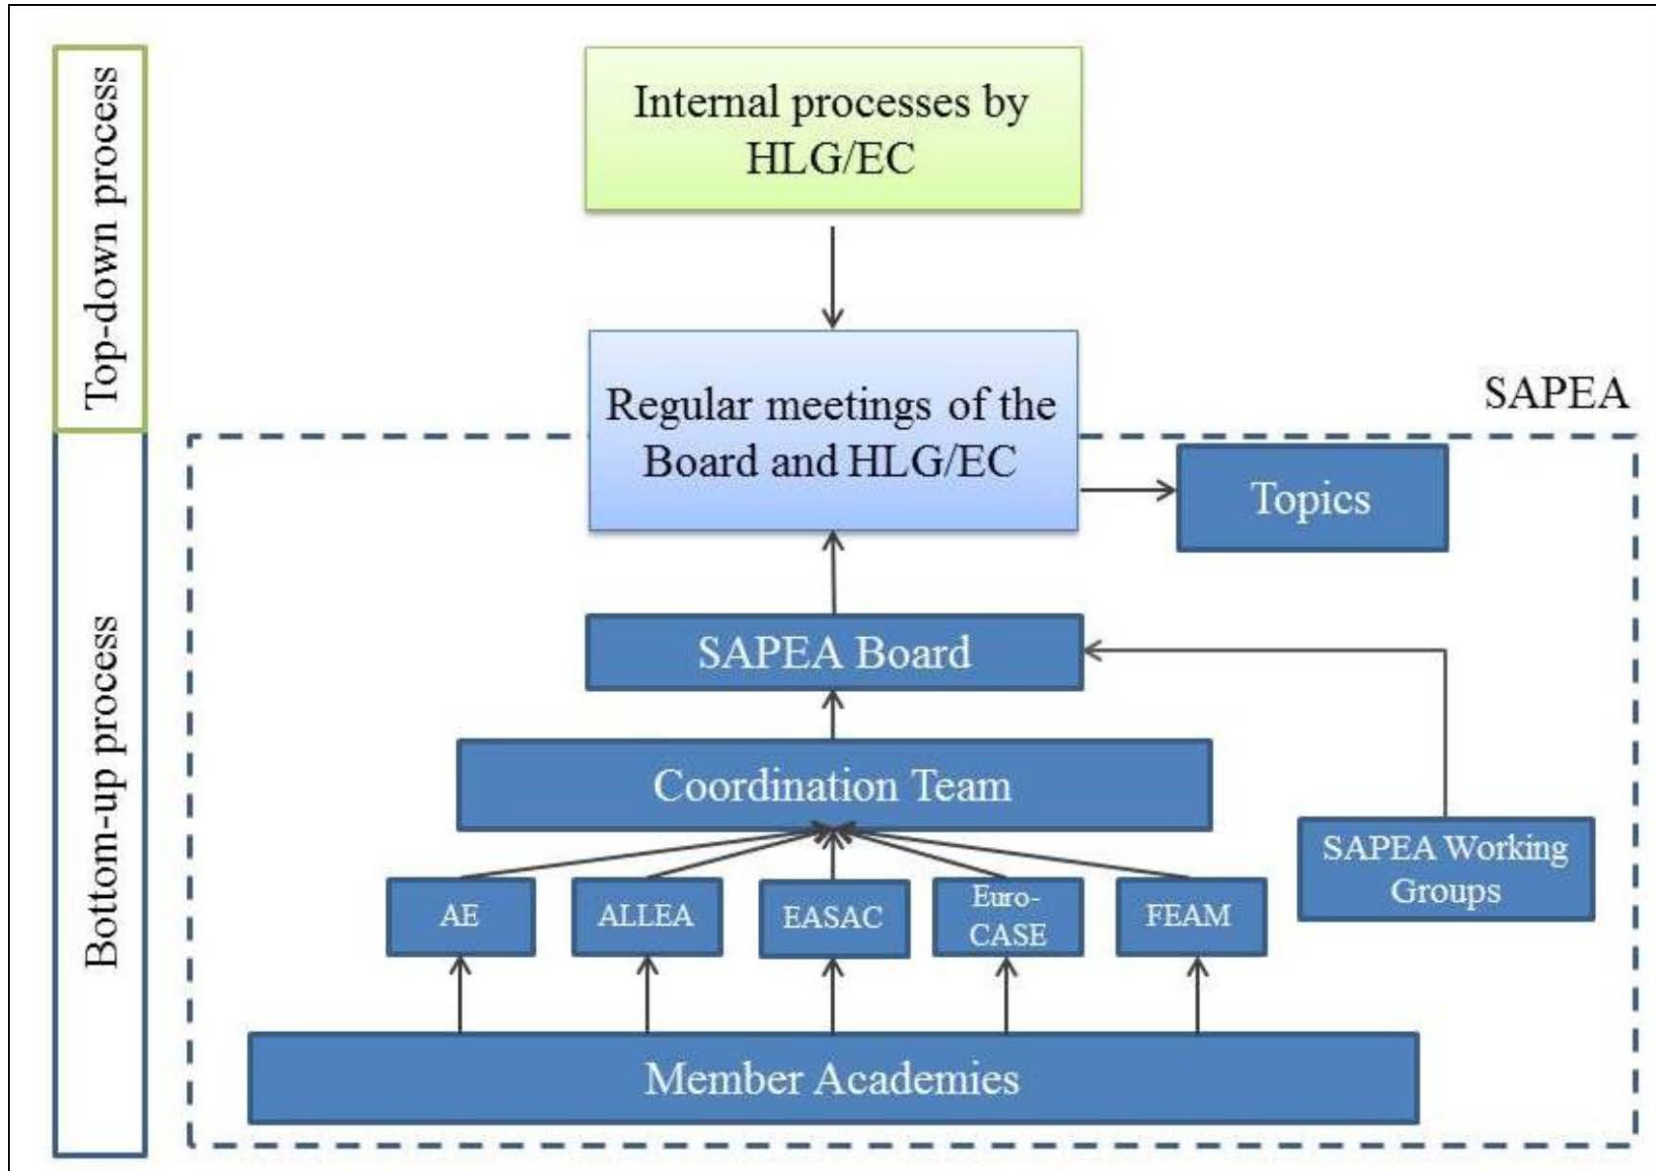 Top-down process
Internal processes by
HLG/EC
Regular meetings of the
Board and HLG/EC
SAPEA
Topics
Bottom-up process
SAPEA Board
Coordination Team
SAPEA Working
Groups
AE
ALLEA
EASAC
Euro-
CASE
FEAM
Member Academies